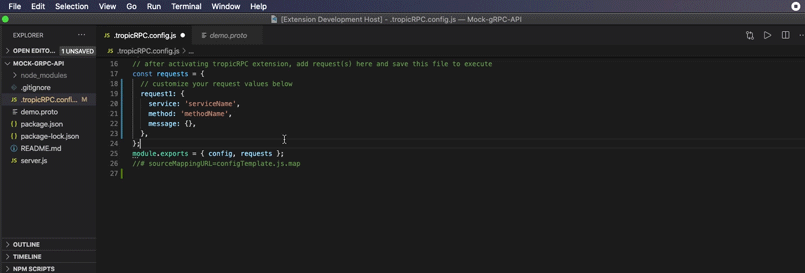 File Edit Selection View Go Run Terminal Window Help
[Extension Development Host] - .tropicRPC.config.js — Mock-gRPC-API
EXPLORER ··· JS .tropicRPC.config.js ● demo.proto
OPEN EDITO... 1 UNSAVED JS .tropicRPC.config.js > ...
MOCK-GRPC-API
node_modules
.gitignore
JS .tropicRPC.confi... M
demo.proto
{} package.json
{} package-lock.json
README.md
JS server.js
OUTLINE
TIMELINE
NPM SCRIPTS
16 // after activating tropicRPC extension, add request(s) here and save this file to execute
17 const requests = {
18 // customize your request values below
19 request1: {
20 service: 'serviceName',
21 method: 'methodName',
22 message: {},
23 },
24 };
25 module.exports = { config, requests };
26 //# sourceMappingURL=configTemplate.js.map
27